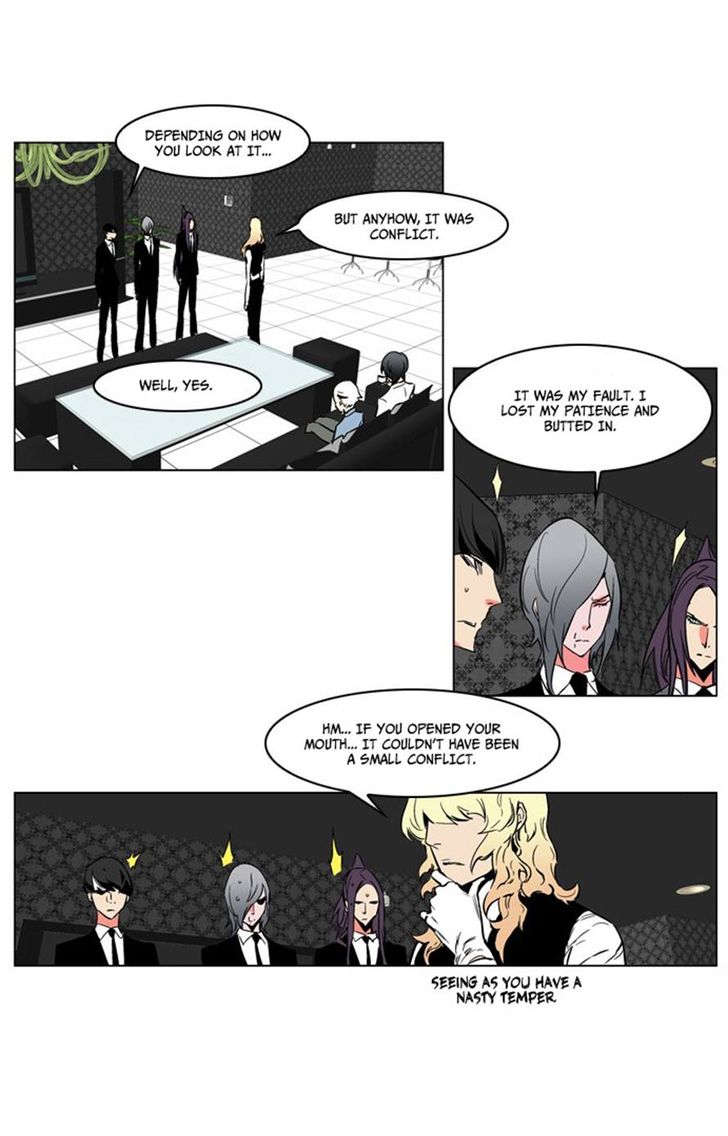 DEPENDING ON HOW
YOU LOOK AT IT...
BUT ANYHOW, IT WAS
CONFLICT.
WELL, YES.
IT WAS MY FAULT. I
LOST MY PATIENCE AND
BUTTED IN.
HM... IF YOU OPENED YOUR
MOUTH... IT COULDN'T HAVE BEEN
A SMALL CONFLICT.
SEEING AS YOU HAVE A
NASTY TEMPER.